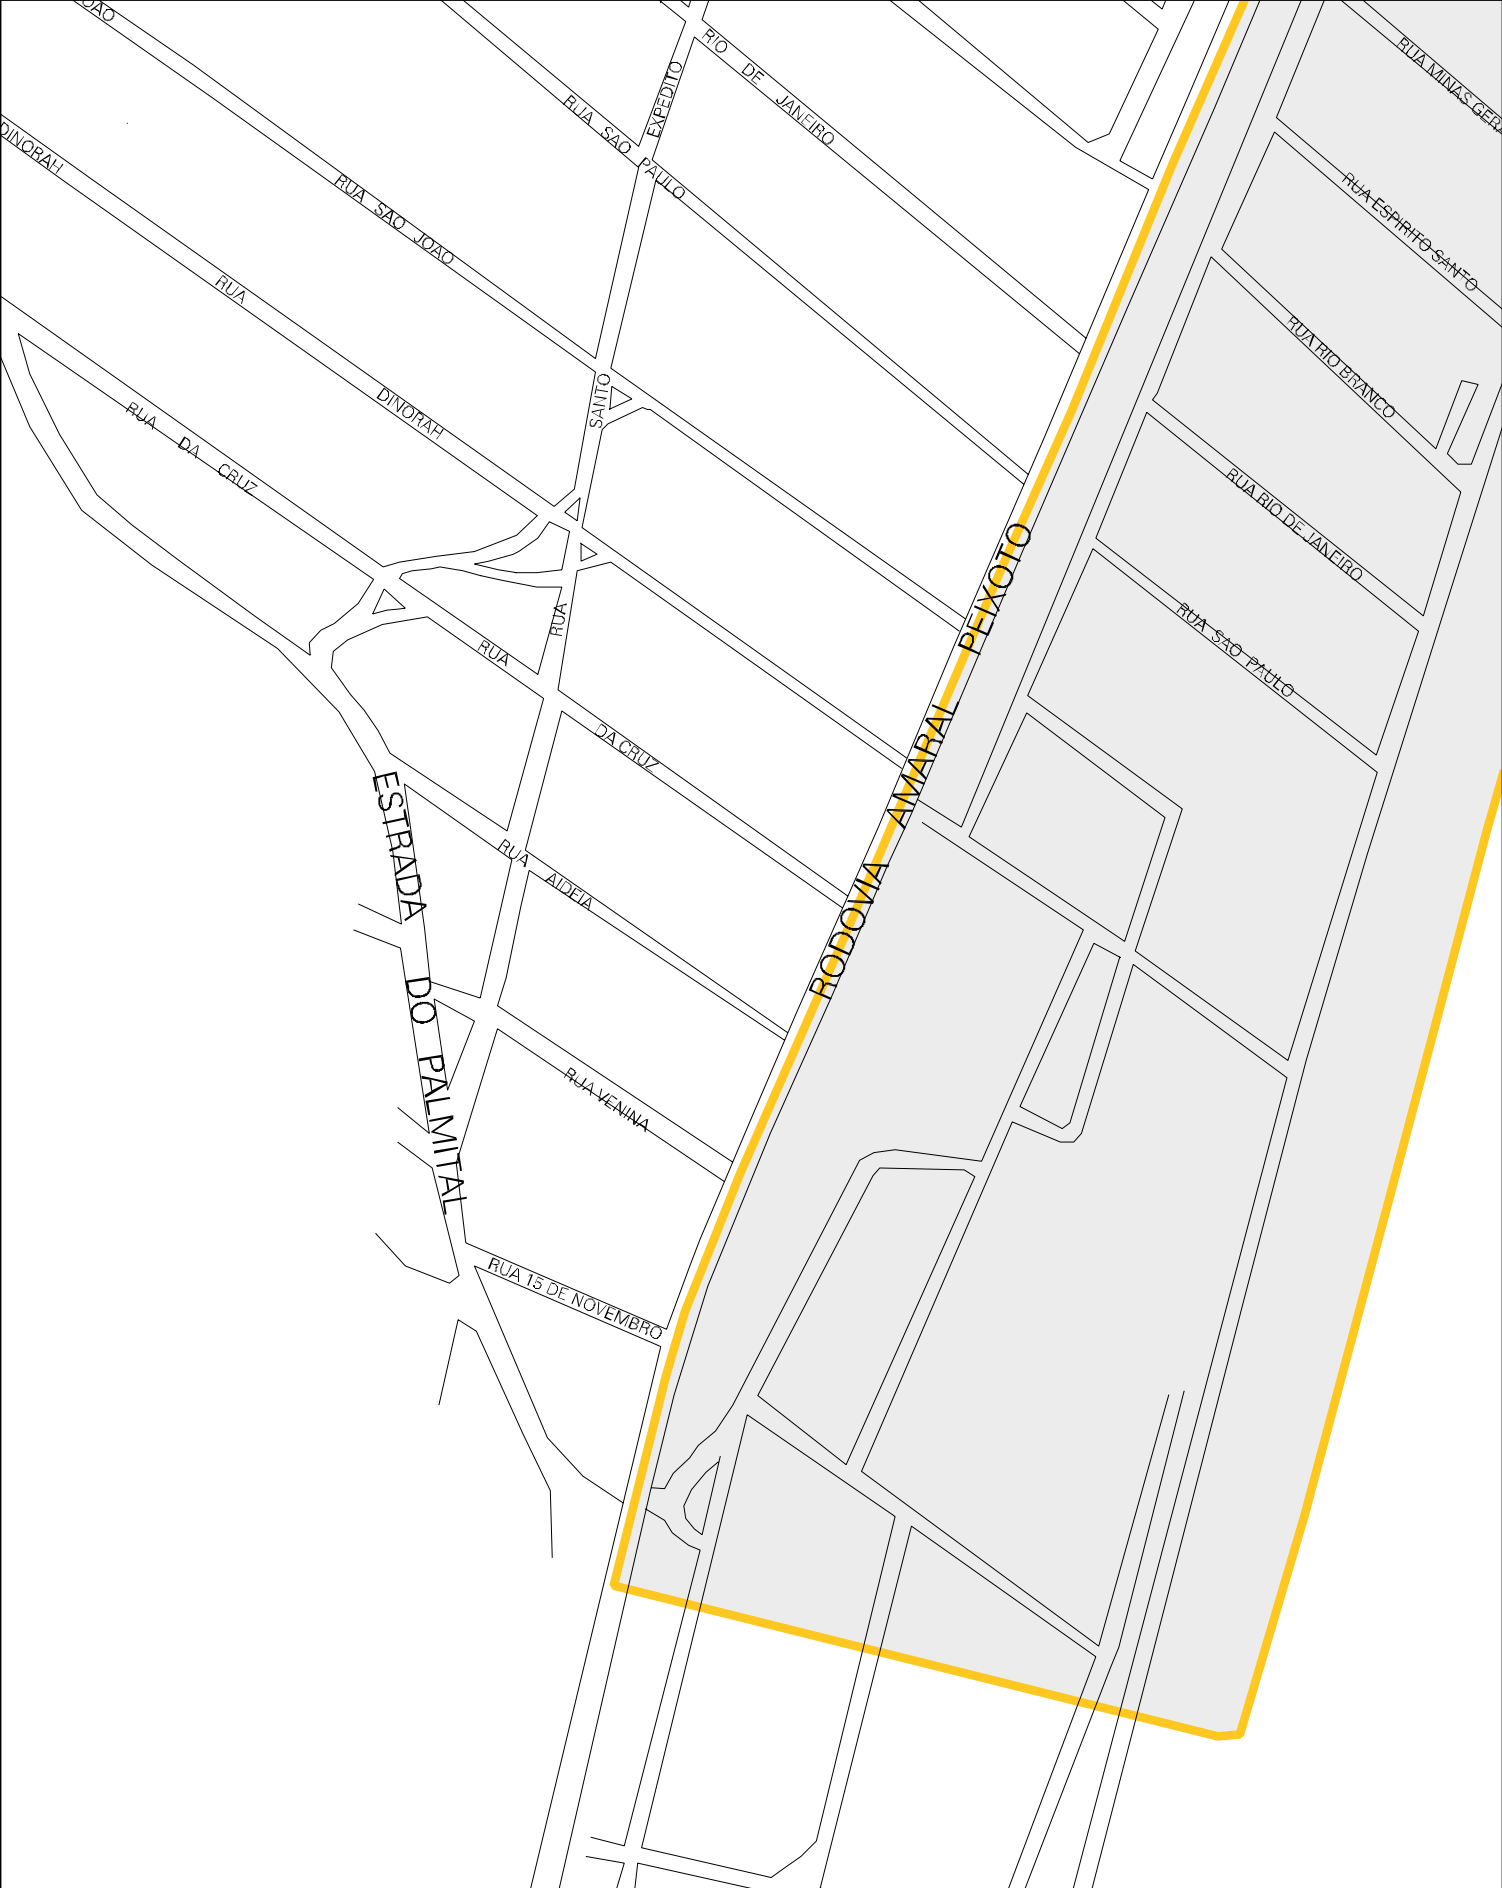 RIO DE JANEIRO
RUA MINAS GERA
EXPEDITO
RUA SAO PAULO
DINORAH
RUA SAO JOAO
RUA ESPIRITO SANTO
RUA
DINORAH
SANTO
RUA RIO BRANCO
RUA DA CRUZ
RUA RIO DE JANEIRO
RUA
RUA
RUA SAO PAULO
DA CRUZ
RODOVIA AMARAL PEIXOTO
ESTRADA DO PALMITAL
RUA AIDEIA
RUA VENINA
RUA 15 DE NOVEMBRO